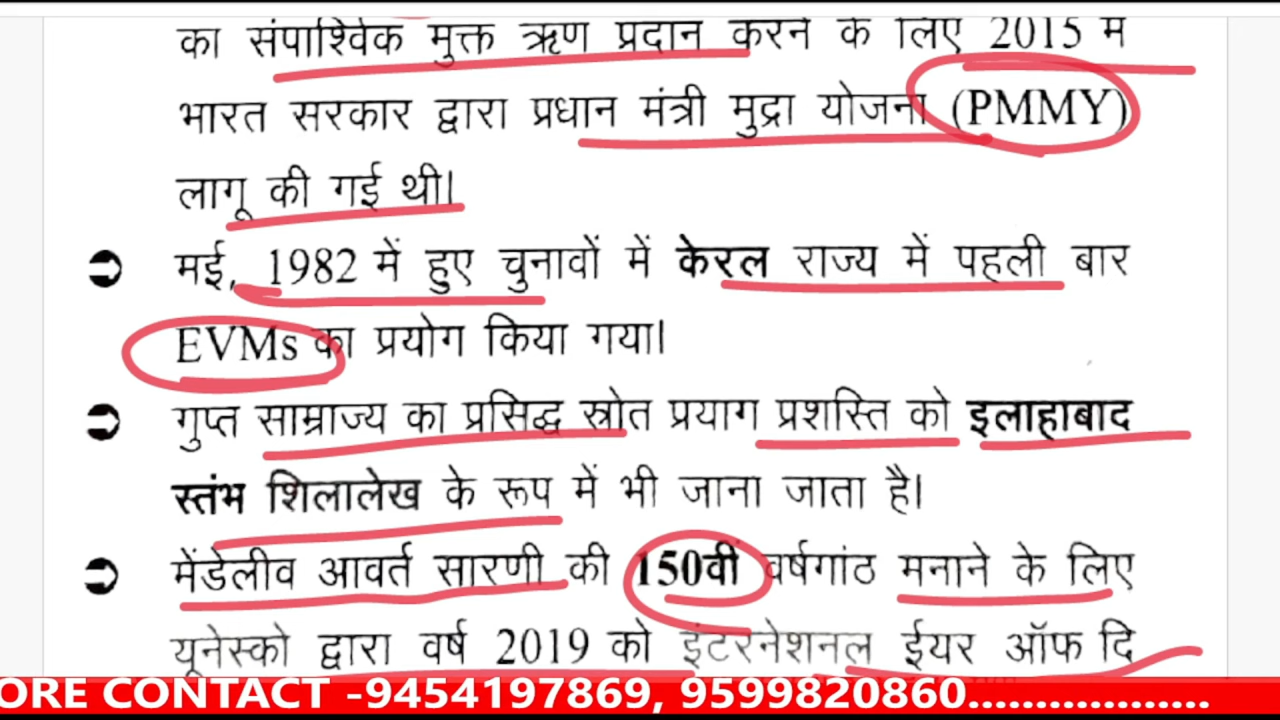 का संपार्श्विक मुक्त ऋण प्रदान करने के लिए 2015 में
भारत सरकार द्वारा प्रधान मंत्री मुद्रा योजना (PMMY)
लागू की गई थी।
➲ मई, 1982 में हुए चुनावों में केरल राज्य में पहली बार
EVMs का प्रयोग किया गया।
➲ गुप्त साम्राज्य का प्रसिद्ध स्रोत प्रयाग प्रशस्ति को इलाहाबाद
स्तंभ शिलालेख के रूप में भी जाना जाता है।
➲ मेंडेलीव आवर्त सारणी की 150वीं वर्षगांठ मनाने के लिए
यूनेस्को द्वारा वर्ष 2019 को इंटरनेशनल ईयर ऑफ दि
ORE CONTACT -9454197869, 9599820860..................